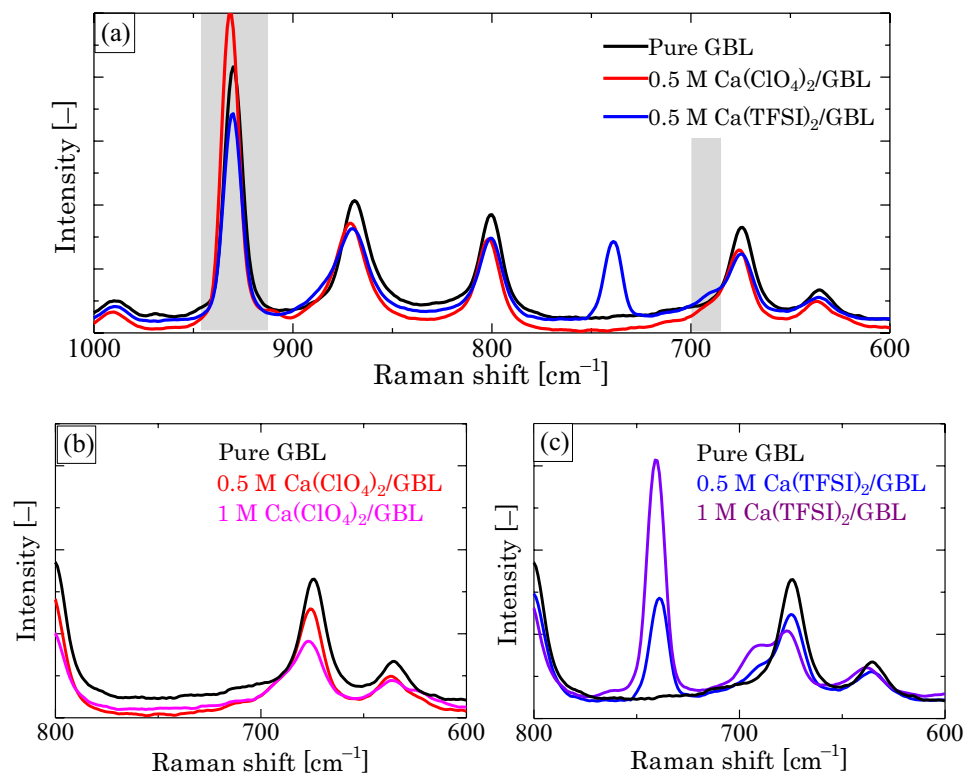 (a)
Pure GBL
0.5 M Ca(ClO₄)₂/GBL
0.5 M Ca(TFSI)₂/GBL
Intensity [–]
1000 900 800 700 600
Raman shift [cm⁻¹]
(b)
Pure GBL
0.5 M Ca(ClO₄)₂/GBL
1 M Ca(ClO₄)₂/GBL
Intensity [–]
800 700 600
Raman shift [cm⁻¹]
(c)
Pure GBL
0.5 M Ca(TFSI)₂/GBL
1 M Ca(TFSI)₂/GBL
Intensity [–]
800 700 600
Raman shift [cm⁻¹]